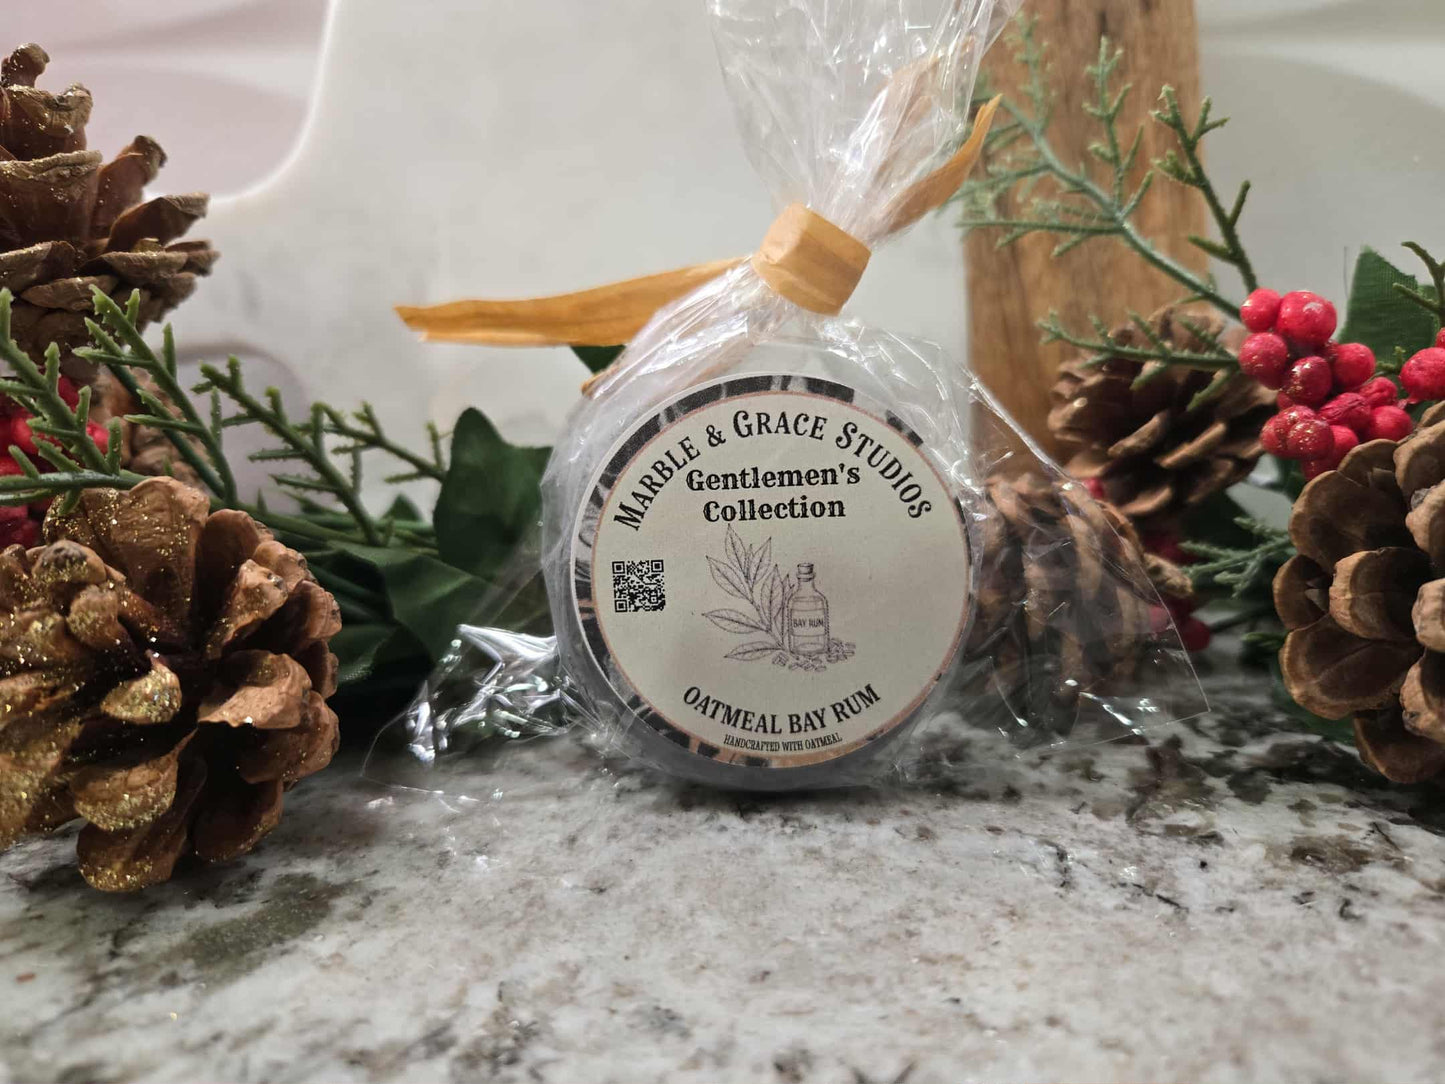 MARBLE & GRACE STUDIOS
Gentlemen's
Collection
BAY RUM
OATMEAL BAY RUM
HANDCRAFTED WITH OATMEAL